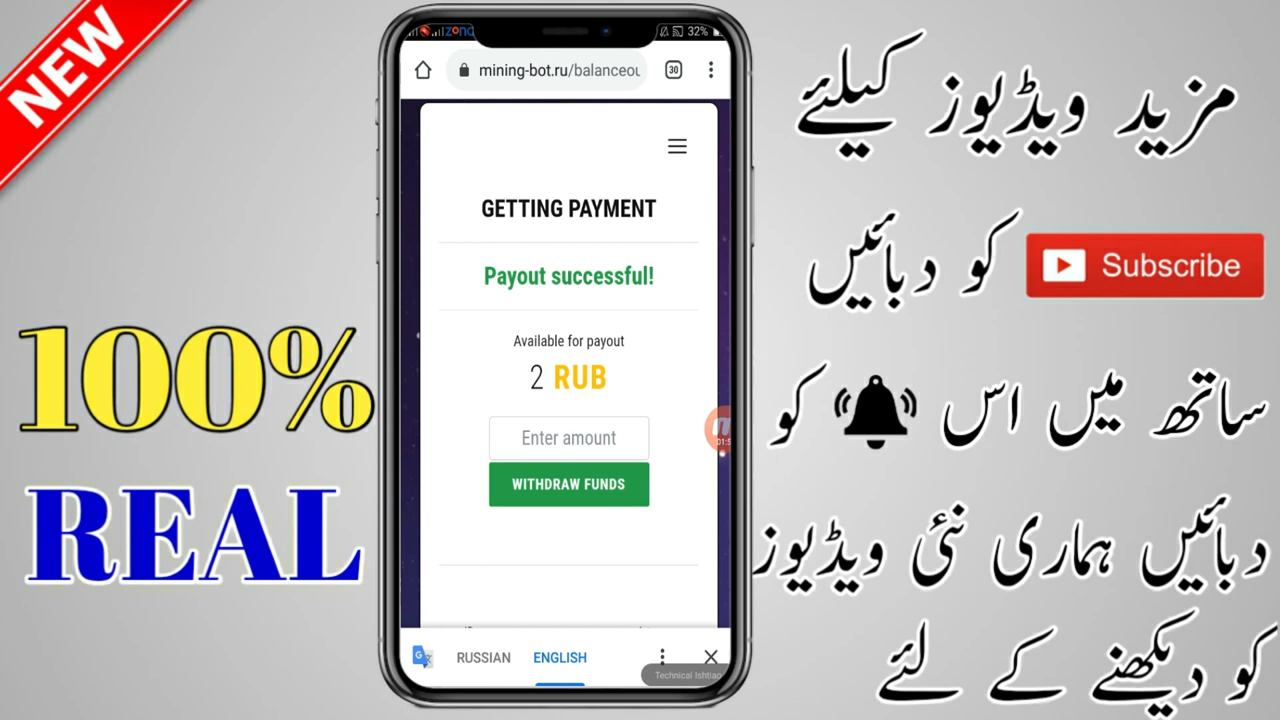 NEW
100%
REAL
zong
32%
mining-bot.ru/balanceou
30
GETTING PAYMENT
Payout successful!
Available for payout
2 RUB
Enter amount
WITHDRAW FUNDS
RUSSIAN ENGLISH
Technical Ishtiaq
مزید ویڈیوز کیلئے
Subscribe کو دبائیں
ساتھ میں اس کو
دبائیں ہماری نئی ویڈیوز
کو دیکھنے کے لئے